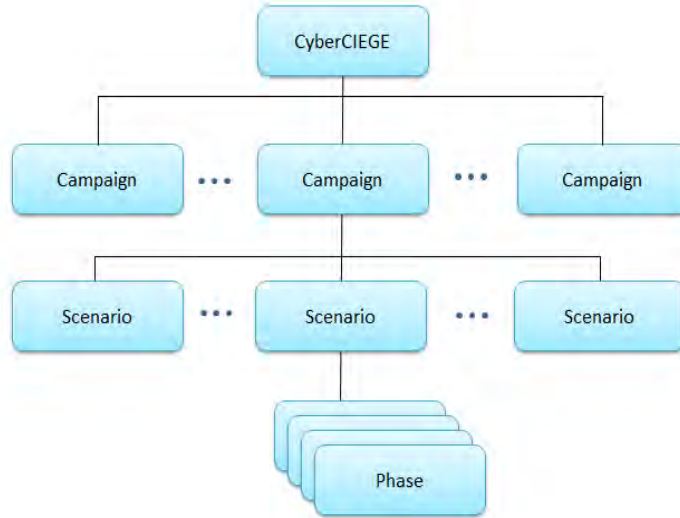 CyberCIEGE
Campaign
Campaign
Campaign
Scenario
Scenario
Scenario
Phase